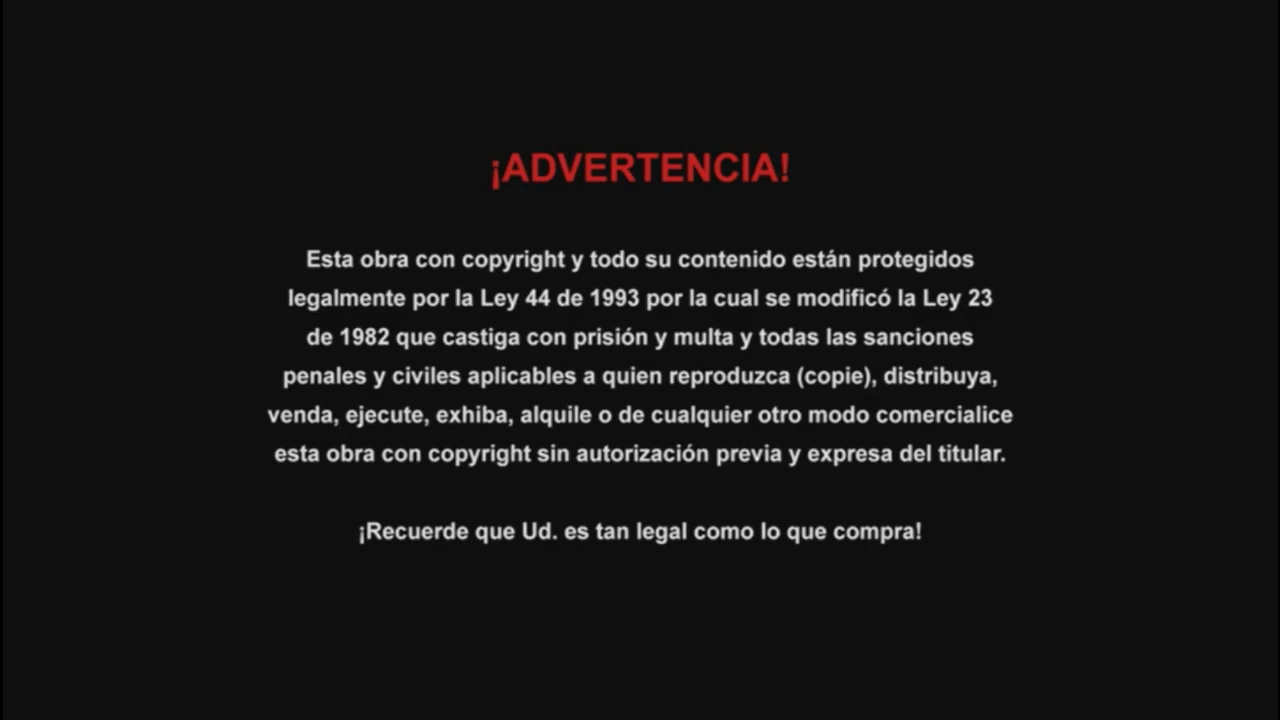 ¡ADVERTENCIA!
Esta obra con copyright y todo su contenido están protegidos
legalmente por la Ley 44 de 1993 por la cual se modificó la Ley 23
de 1982 que castiga con prisión y multa y todas las sanciones
penales y civiles aplicables a quien reproduzca (copie), distribuya,
venda, ejecute, exhiba, alquile o de cualquier otro modo comercialice
esta obra con copyright sin autorización previa y expresa del titular.
¡Recuerde que Ud. es tan legal como lo que compra!